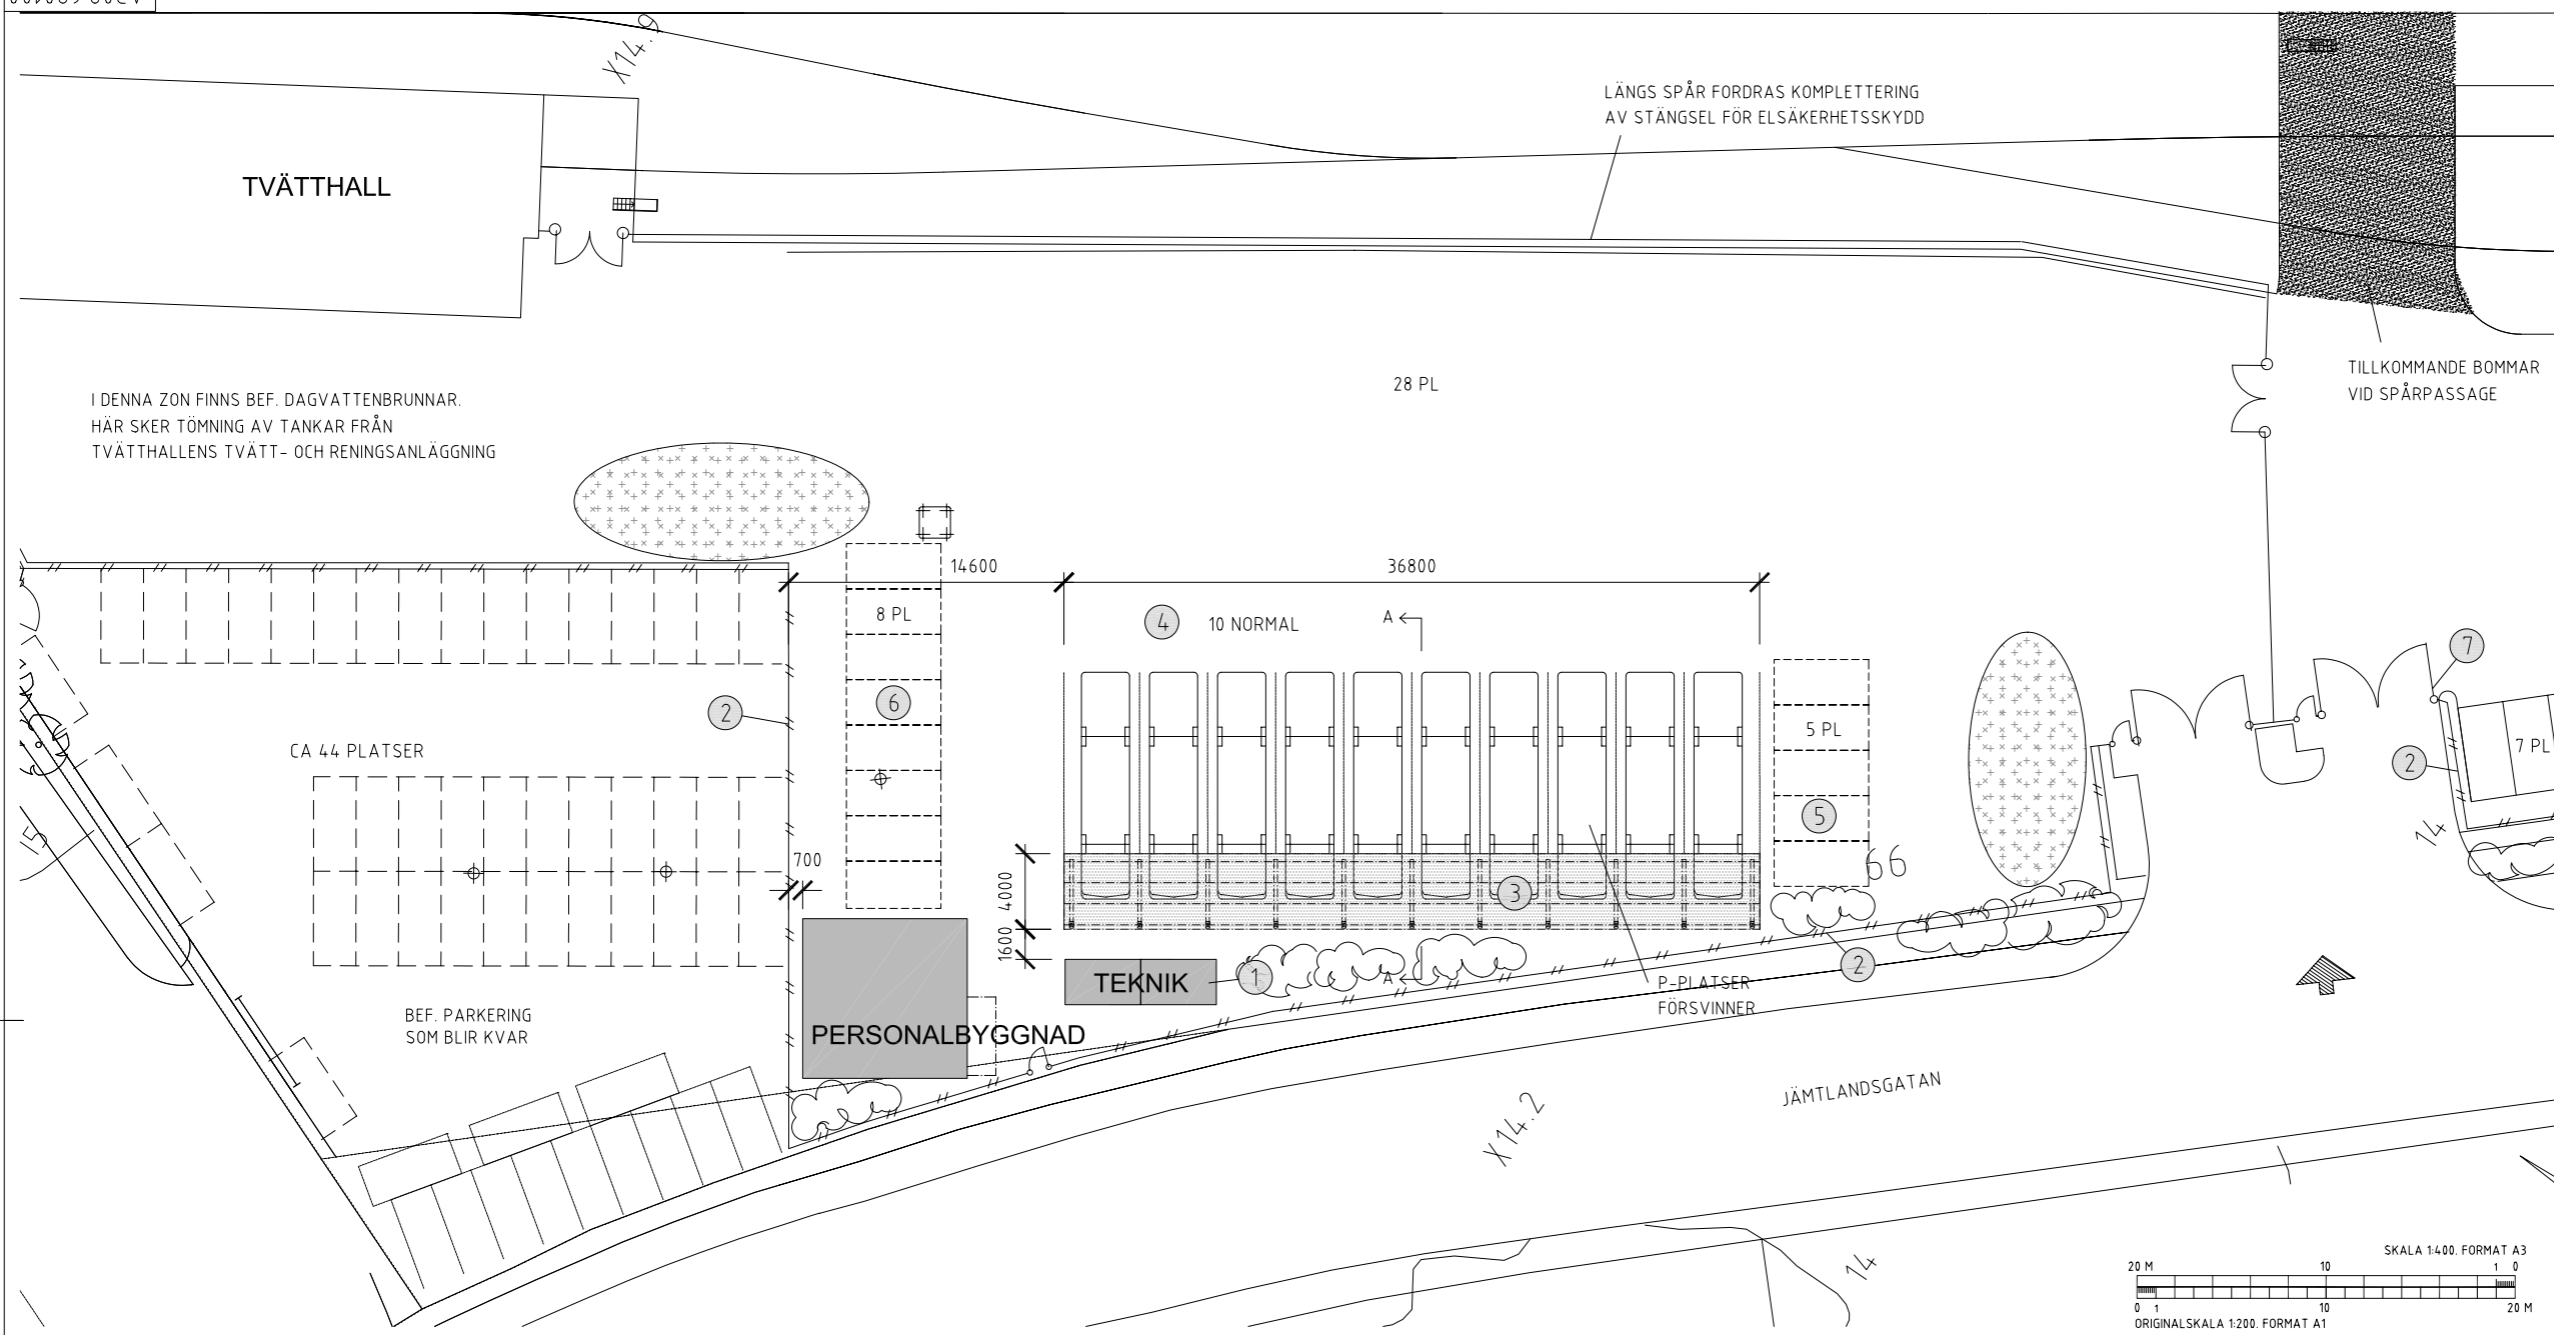 X14.9
LÄNGS SPÅR FORDRAS KOMPLETTERING
AV STÄNGSEL FÖR ELSÄKERHETSSKYDD
TVÄTTHALL
TILLKOMMANDE BOMMAR
VID SPÅRPASSAGE
28 PL
I DENNA ZON FINNS BEF. DAGVATTENBRUNNAR.
HÄR SKER TÖMNING AV TANKAR FRÅN
TVÄTTHALLENS TVÄTT- OCH RENINGSANLÄGGNING
14600
36800
8 PL
4
10 NORMAL
A
7
6
2
5 PL
7 PL
CA 44 PLATSER
2
5
14
15
700
66
4000
3
1600
TEKNIK
1
A
2
P-PLATSER
FÖRSVINNER
BEF. PARKERING
SOM BLIR KVAR
PERSONALBYGGNAD
JÄMTLANDSGATAN
X14.2
14
SKALA 1:400. FORMAT A3
20 M 10 1 0
0 1 10 20 M
ORIGINALSKALA 1:200. FORMAT A1